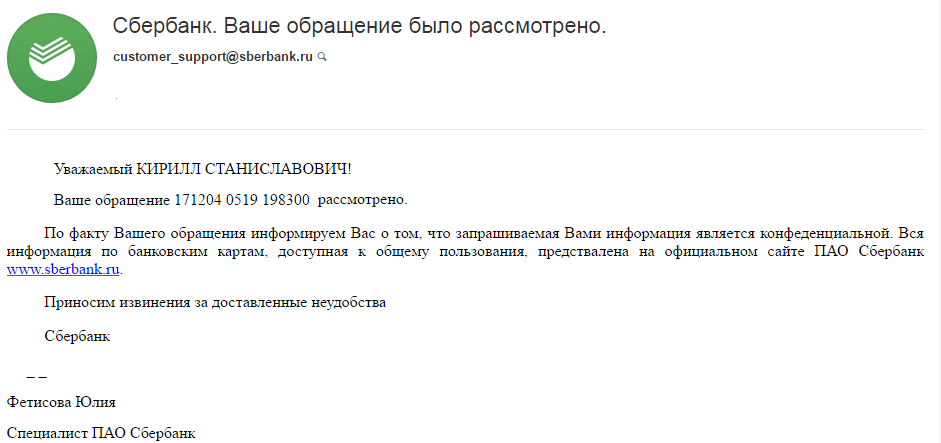 Сбербанк. Ваше обращение было рассмотрено.
customer_support@sberbank.ru
Уважаемый КИРИЛЛ СТАНИСЛАВОВИЧ!
Ваше обращение 171204 0519 198300 рассмотрено.
По факту Вашего обращения информируем Вас о том, что запрашиваемая Вами информация является конфеденциальной. Вся
информация по банковским картам, доступная к общему пользования, предствалена на официальном сайте ПАО Сбербанк
www.sberbank.ru.
Приносим извинения за доставленные неудобства
Сбербанк
_ _
Фетисова Юлия
Специалист ПАО Сбербанк